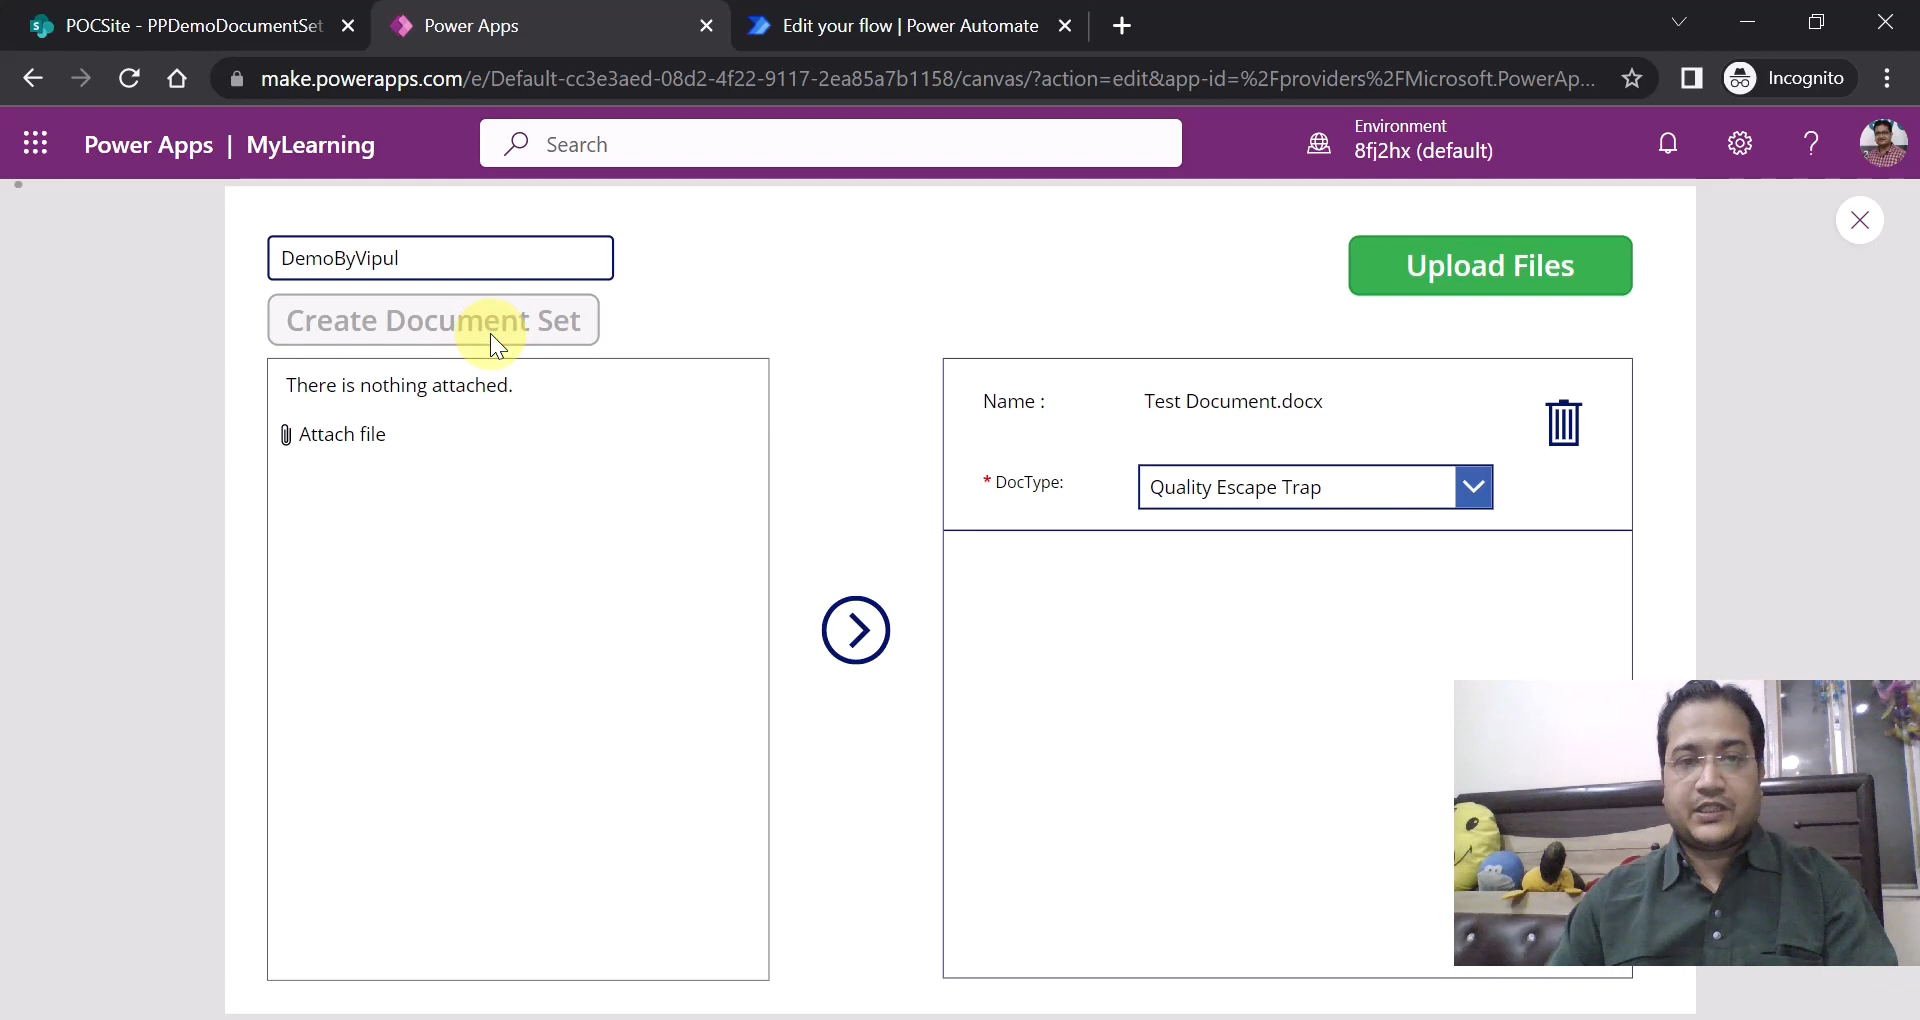 POCSite - PPDemoDocumentSet
Power Apps
Edit your flow | Power Automate
make.powerapps.com/e/Default-cc3e3aed-08d2-4f22-9117-2ea85a7b1158/canvas/?action=edit&app-id=%2Fproviders%2FMicrosoft.PowerAp...
Incognito
Power Apps | MyLearning
Search
Environment
8fj2hx (default)
DemoByVipul
Upload Files
Create Document Set
There is nothing attached.
Attach file
Name :
Test Document.docx
* DocType:
Quality Escape Trap